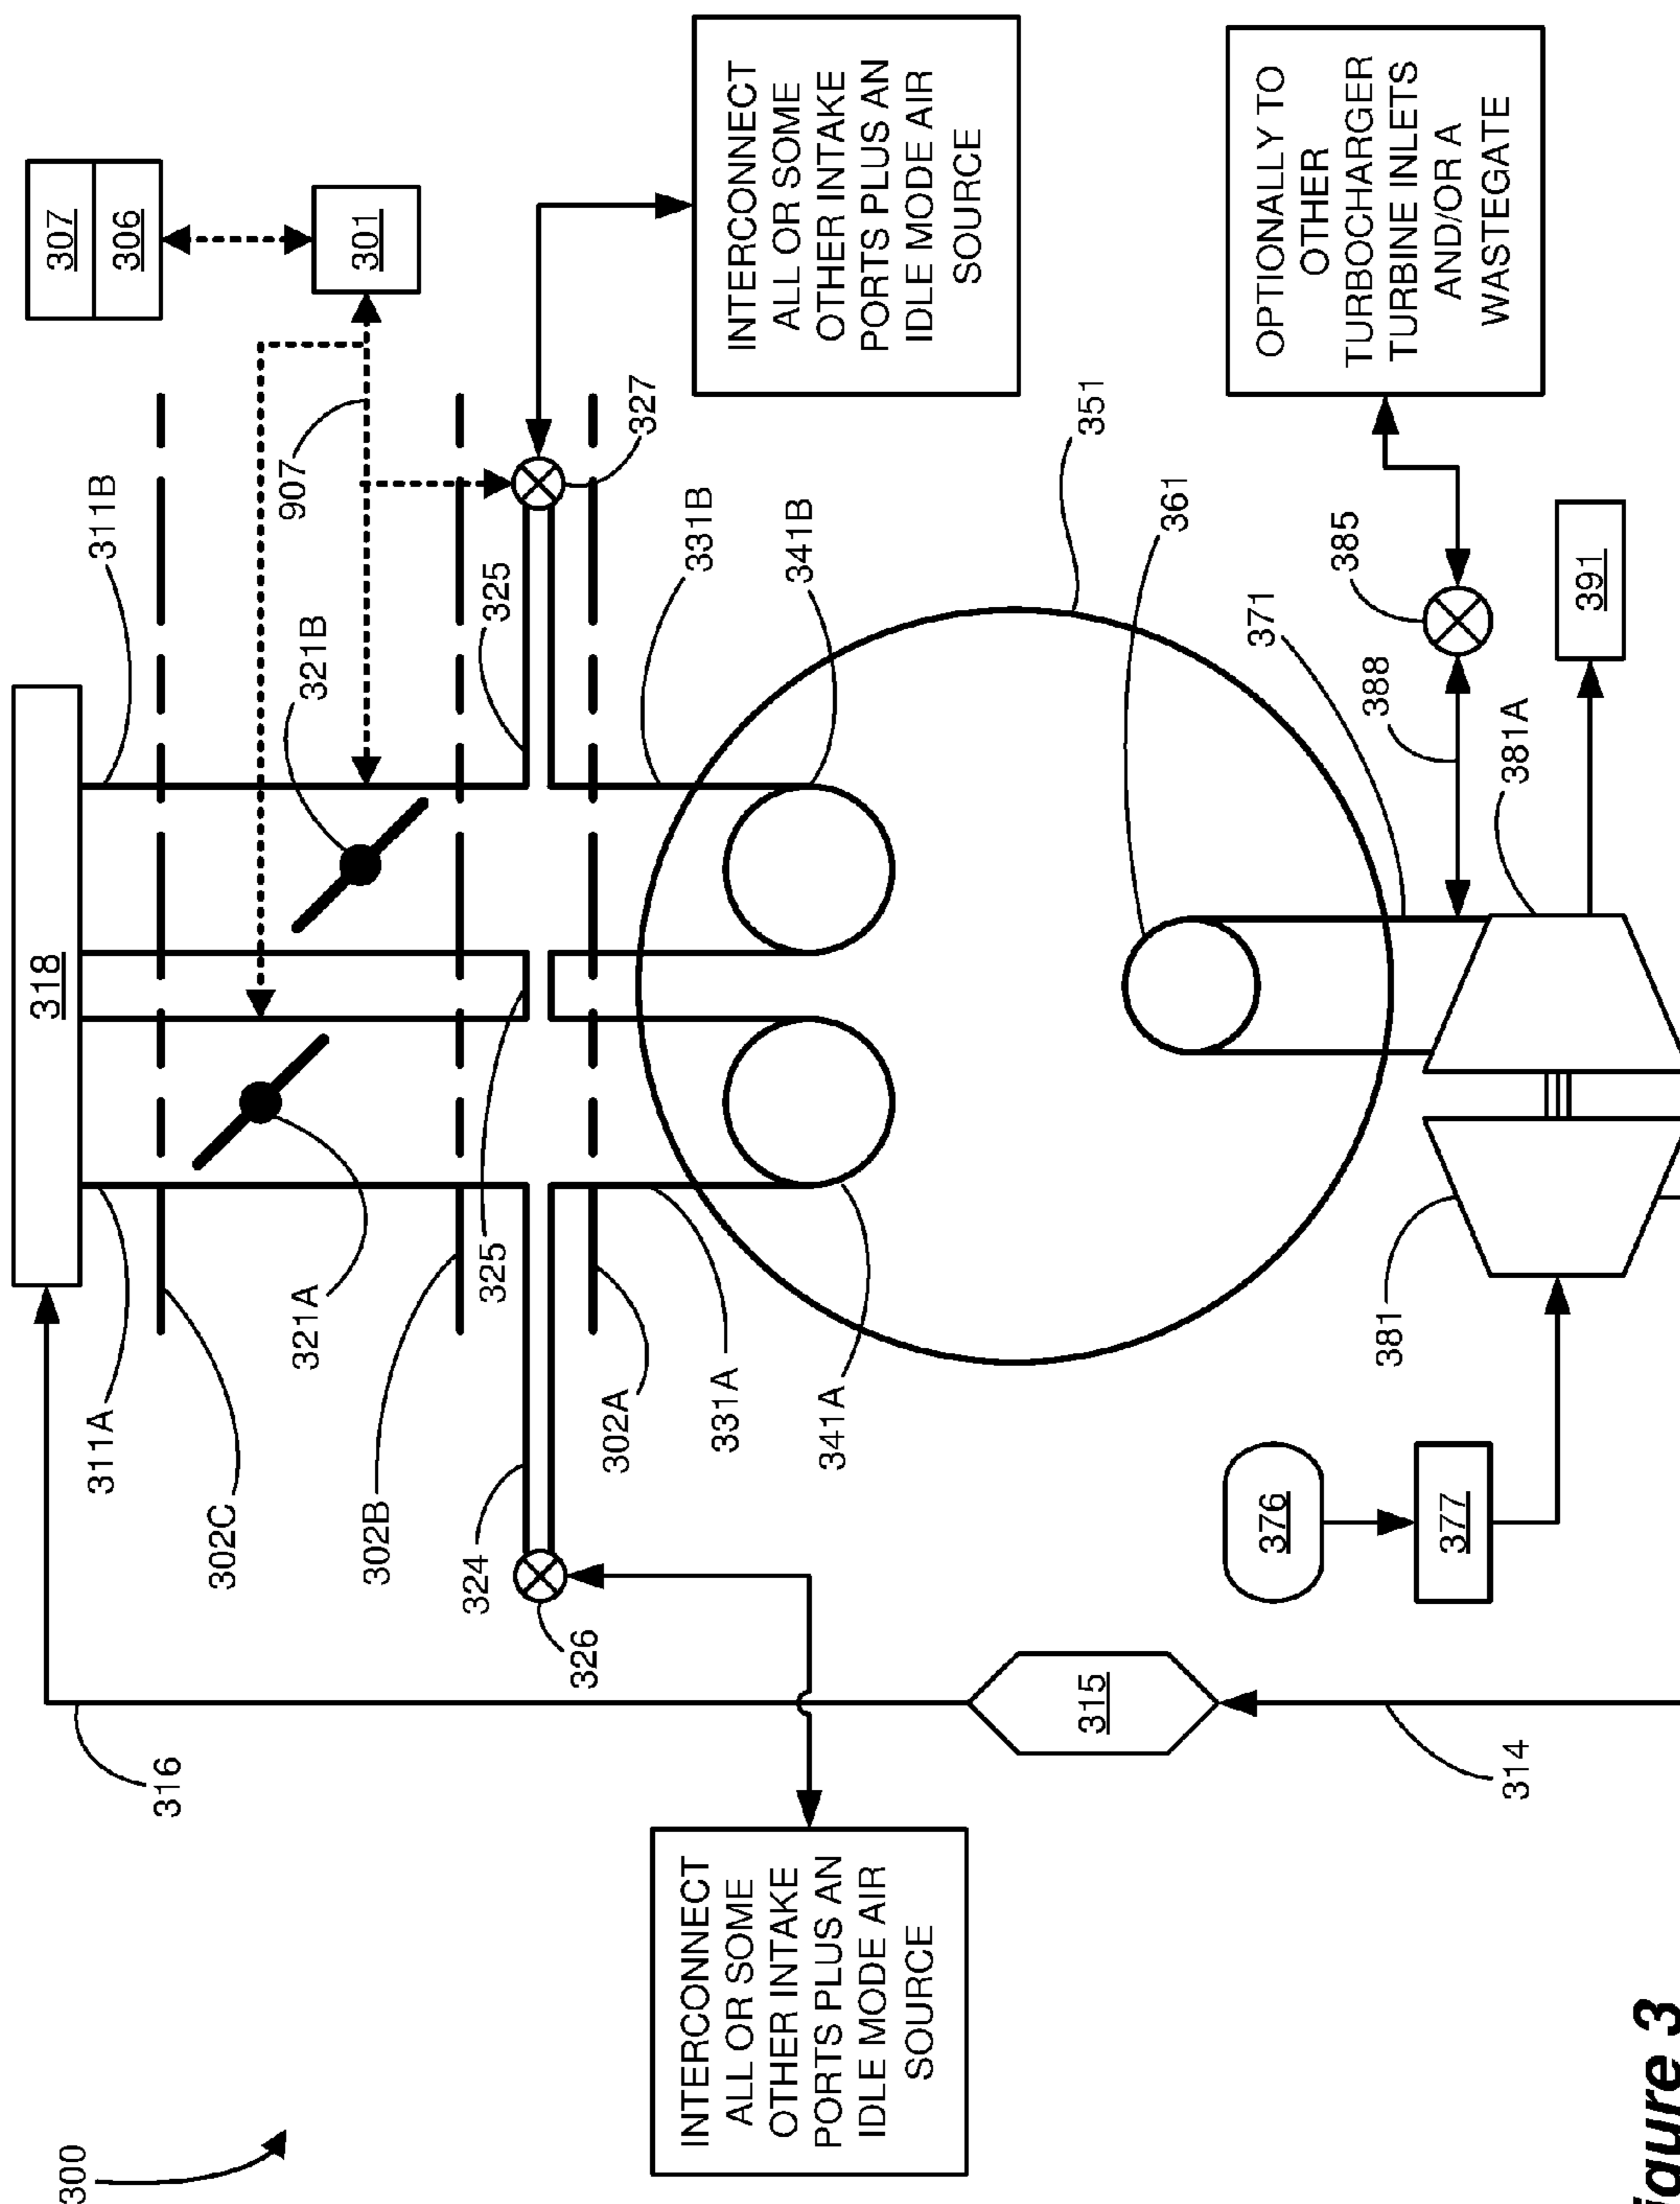 300
316
311A
302C
321A
302B
324
326
325
302A
331A
341A
318
321B
311B
907
307
306
301
325
327
331B
341B
351
INTERCONNECT
ALL OR SOME
OTHER INTAKE
PORTS PLUS AN
IDLE MODE AIR
SOURCE
INTERCONNECT
ALL OR SOME
OTHER INTAKE
PORTS PLUS AN
IDLE MODE AIR
SOURCE
315
314
376
377
381
361
371
388
385
381A
391
OPTIONALLY TO
OTHER
TURBOCHARGER
TURBINE INLETS
AND/OR A
WASTEGATE
igure 3